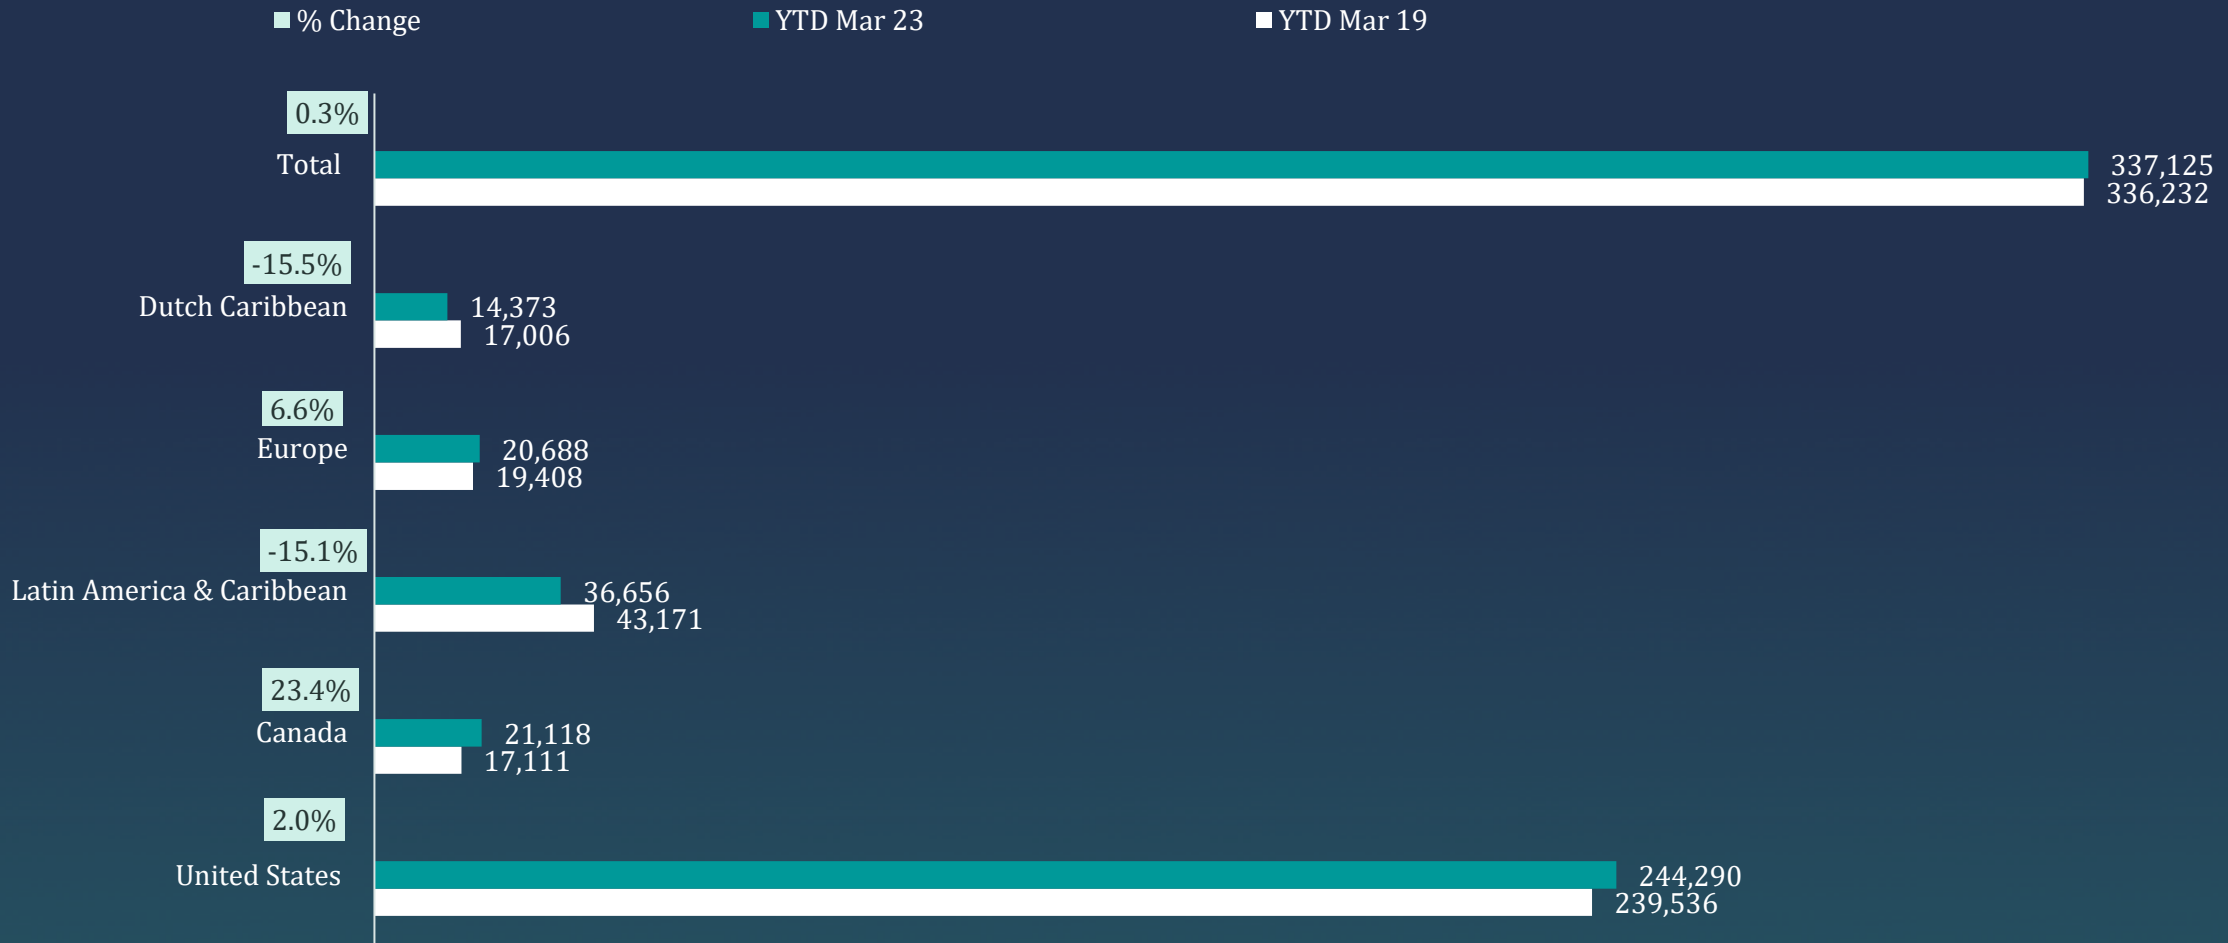 % Change YTD Mar 23 YTD Mar 19
0.3%
Total 337,125
336,232
-15.5%
Dutch Caribbean 14,373
17,006
6.6%
Europe 20,688
19,408
-15.1%
Latin America & Caribbean 36,656
43,171
23.4%
Canada 21,118
17,111
2.0%
United States 244,290
239,536